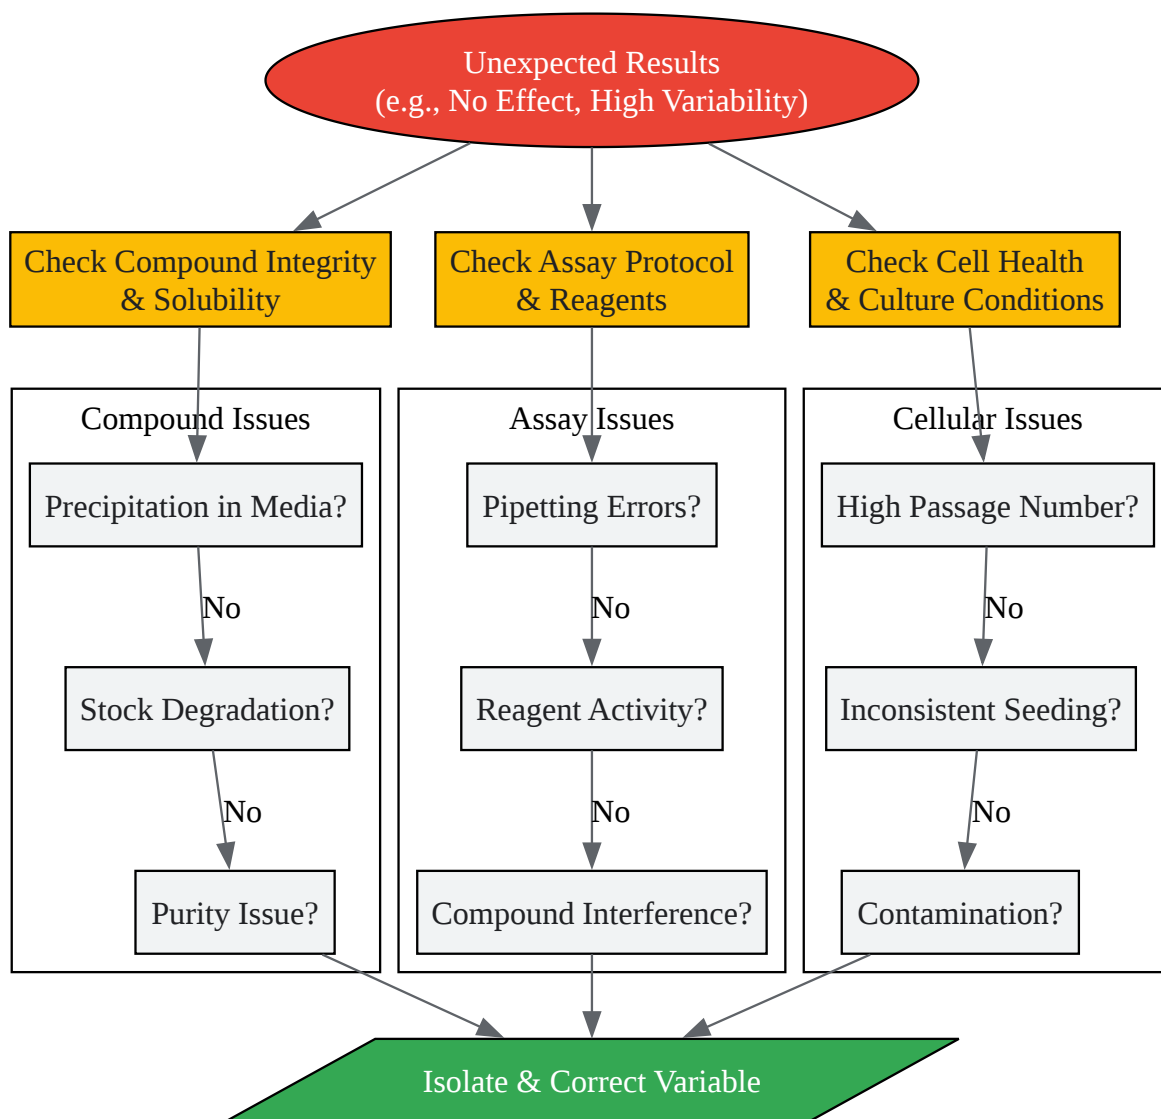 Unexpected Results
(e.g., No Effect, High Variability)
Check Compound Integrity
& Solubility
Check Assay Protocol
& Reagents
Check Cell Health
& Culture Conditions
Compound Issues
Precipitation in Media?
No
Stock Degradation?
No
Purity Issue?
Assay Issues
Pipetting Errors?
No
Reagent Activity?
No
Compound Interference?
Cellular Issues
High Passage Number?
No
Inconsistent Seeding?
No
Contamination?
Isolate & Correct Variable